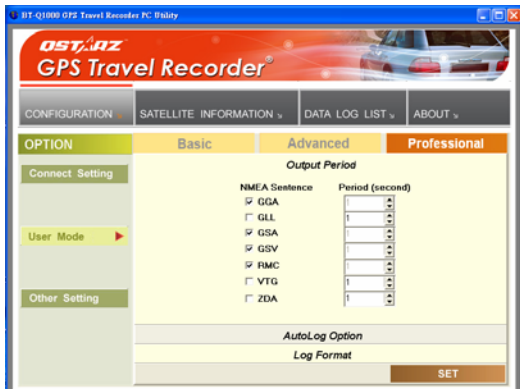 BT-Q1000 GPS Travel Recorder PC Utility
QSTARZ
GPS Travel Recorder®
CONFIGURATION SATELLITE INFORMATION DATA LOG LIST ABOUT
OPTION Basic Advanced Professional
Connect Setting
User Mode
Other Setting
Output Period
NMEA Sentence Period (second)
GGA 1
GLL 1
GSA 1
GSV 1
RMC 1
VTG 1
ZDA 1
AutoLog Option
Log Format
SET